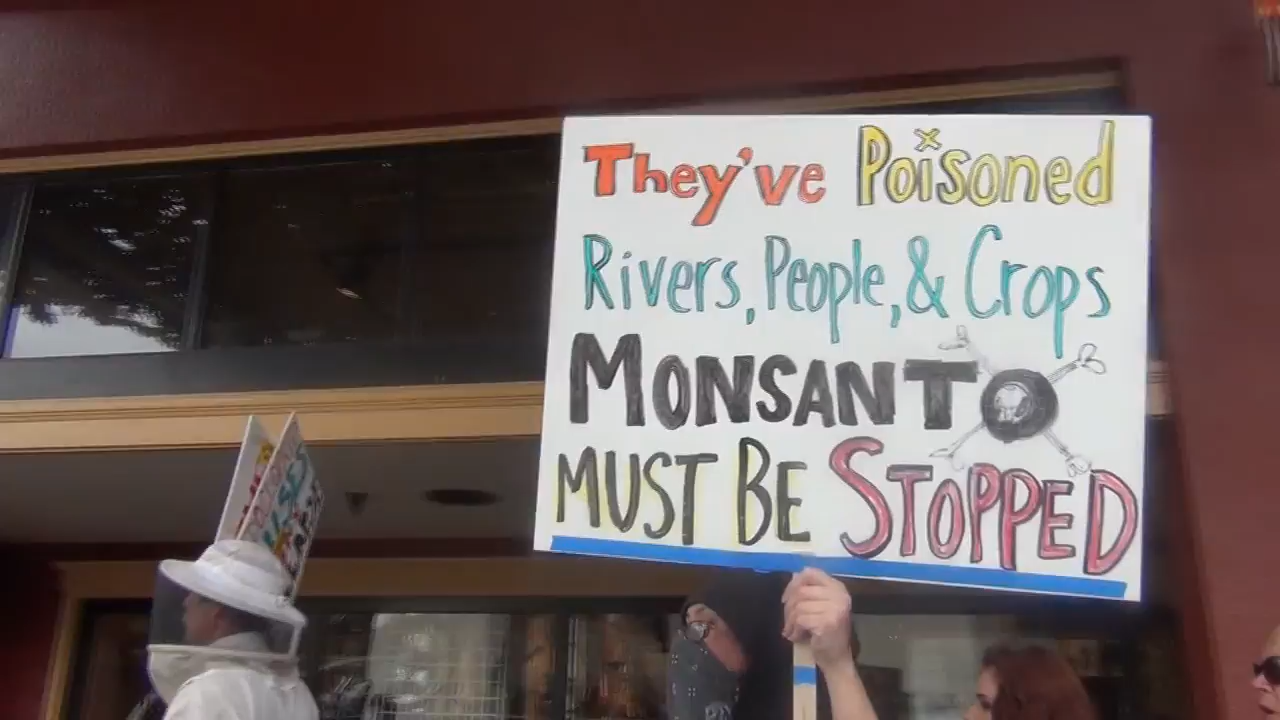 They've Poisoned
Rivers, People, & Crops
MONSANTO
MUST BE STOPPED